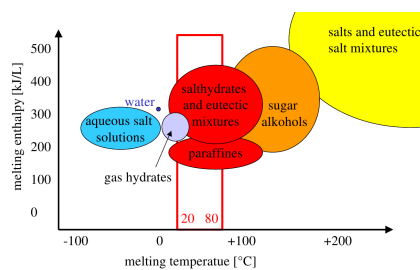 salts and eutectic
salt mixtures
500
400
300
200
100
0
melting enthalpy [kJ/L]
water
aqueous salt
solutions
salthydrates
and eutectic
mixtures
sugar
alcohols
paraffines
gas hydrates
20 80
-100 0 +100 +200
melting temperatue [°C]